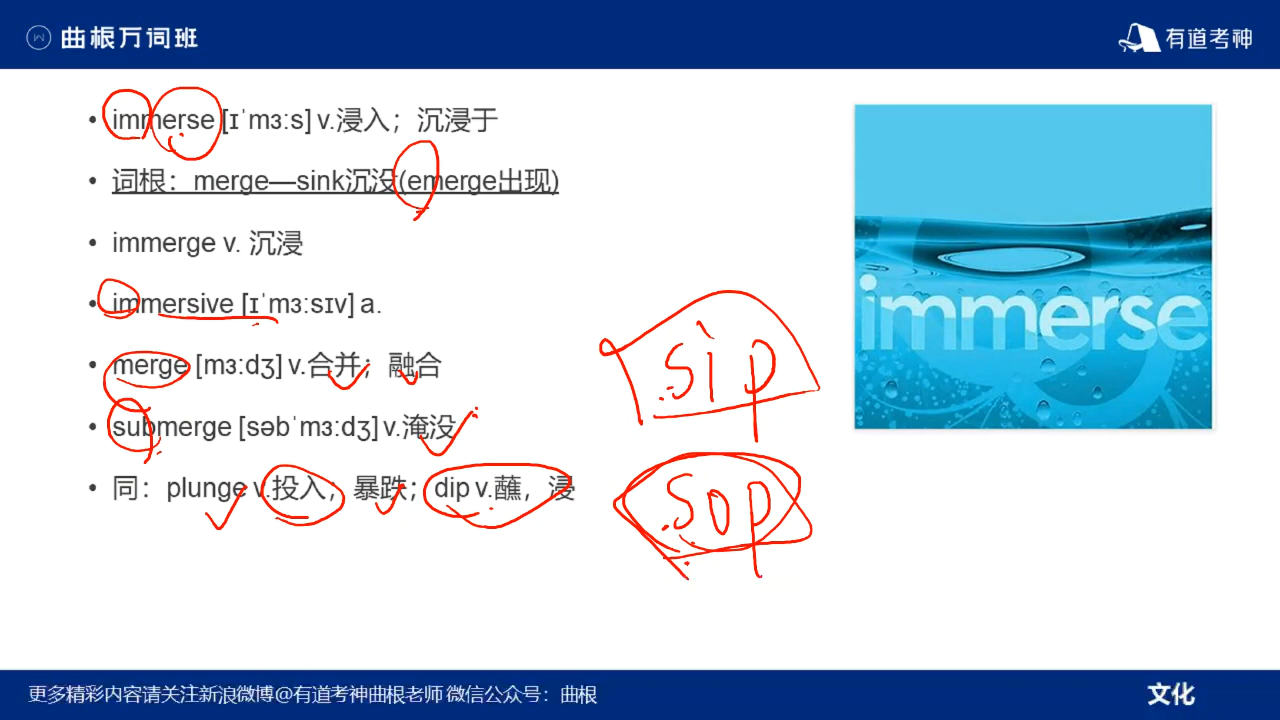 曲根万词班
有道考神
immerse [ɪˈmɜːs] v.浸入；沉浸于
词根：merge—sink沉没(emerge出现)
immerge v. 沉浸
immersive [ɪˈmɜːsɪv] a.
merge [mɜːdʒ] v.合并；融合
submerge [səbˈmɜːdʒ] v.淹没
同：plunge v.投入；暴跌；dip v.蘸，浸
sip
sop
immerse
更多精彩内容请关注新浪微博@有道考神曲根老师 微信公众号：曲根
文化